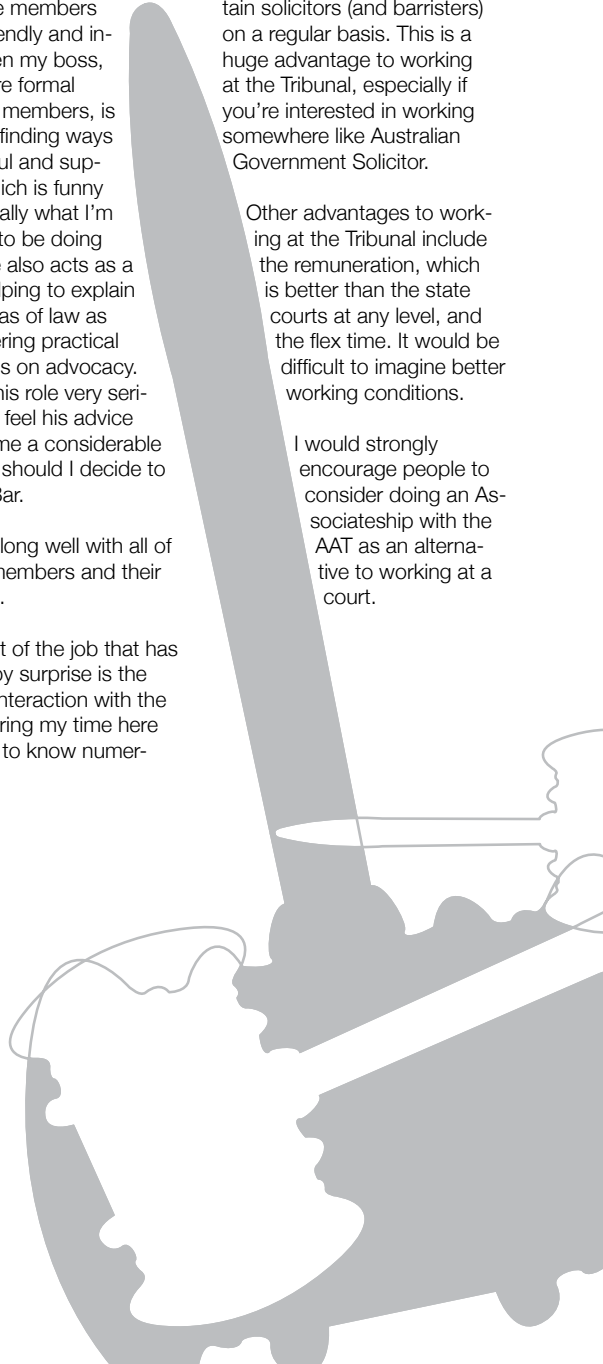 e members
endly and in-
en my boss,
re formal
members, is
finding ways
ul and sup-
ich is funny
ally what I'm
to be doing
e also acts as a
lping to explain
as of law as
ering practical
s on advocacy.
his role very seri-
feel his advice
me a considerable
should I decide to
Bar.
long well with all of
members and their
.
t of the job that has
by surprise is the
nteraction with the
ring my time here
to know numer-
tain solicitors (and barristers)
on a regular basis. This is a
huge advantage to working
at the Tribunal, especially if
you're interested in working
somewhere like Australian
Government Solicitor.
Other advantages to work-
ing at the Tribunal include
the remuneration, which
is better than the state
courts at any level, and
the flex time. It would be
difficult to imagine better
working conditions.
I would strongly
encourage people to
consider doing an As-
sociateship with the
AAT as an alterna-
tive to working at a
court.